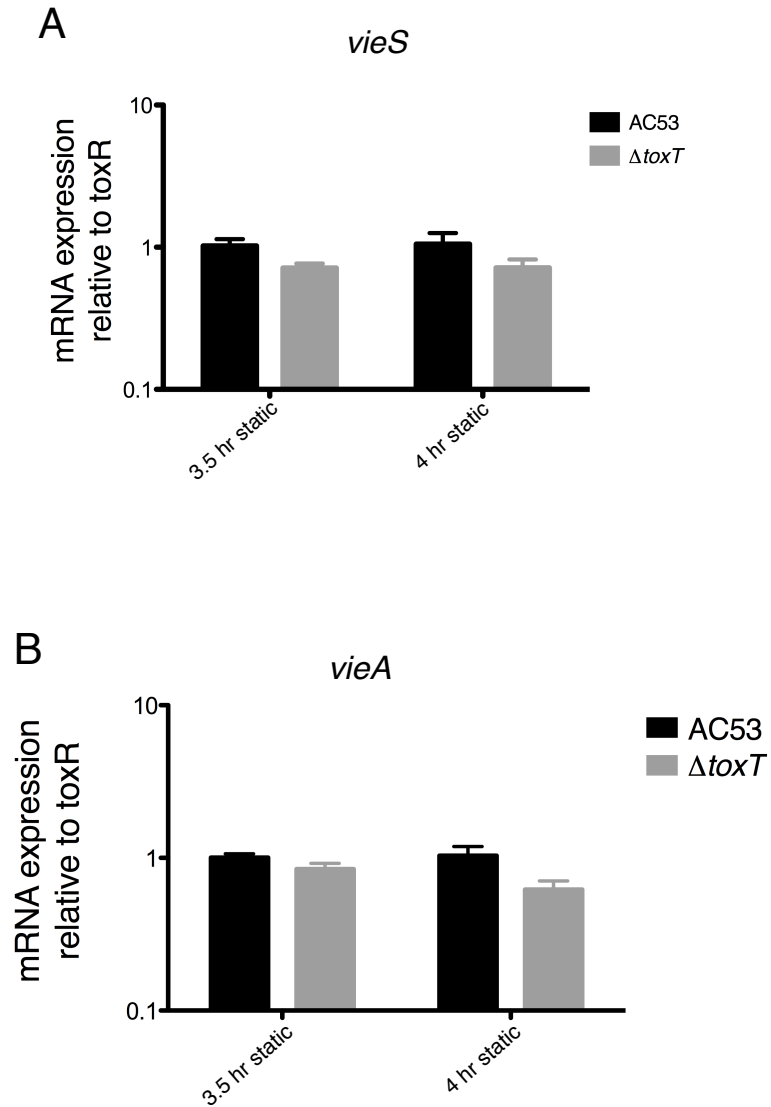 A
vieS
10
1
0.1
mRNA expression
relative to toxR
3.5 hr static
4 hr static
AC53
ΔtoxT
B
vieA
10
1
0.1
mRNA expression
relative to toxR
3.5 hr static
4 hr static
AC53
ΔtoxT